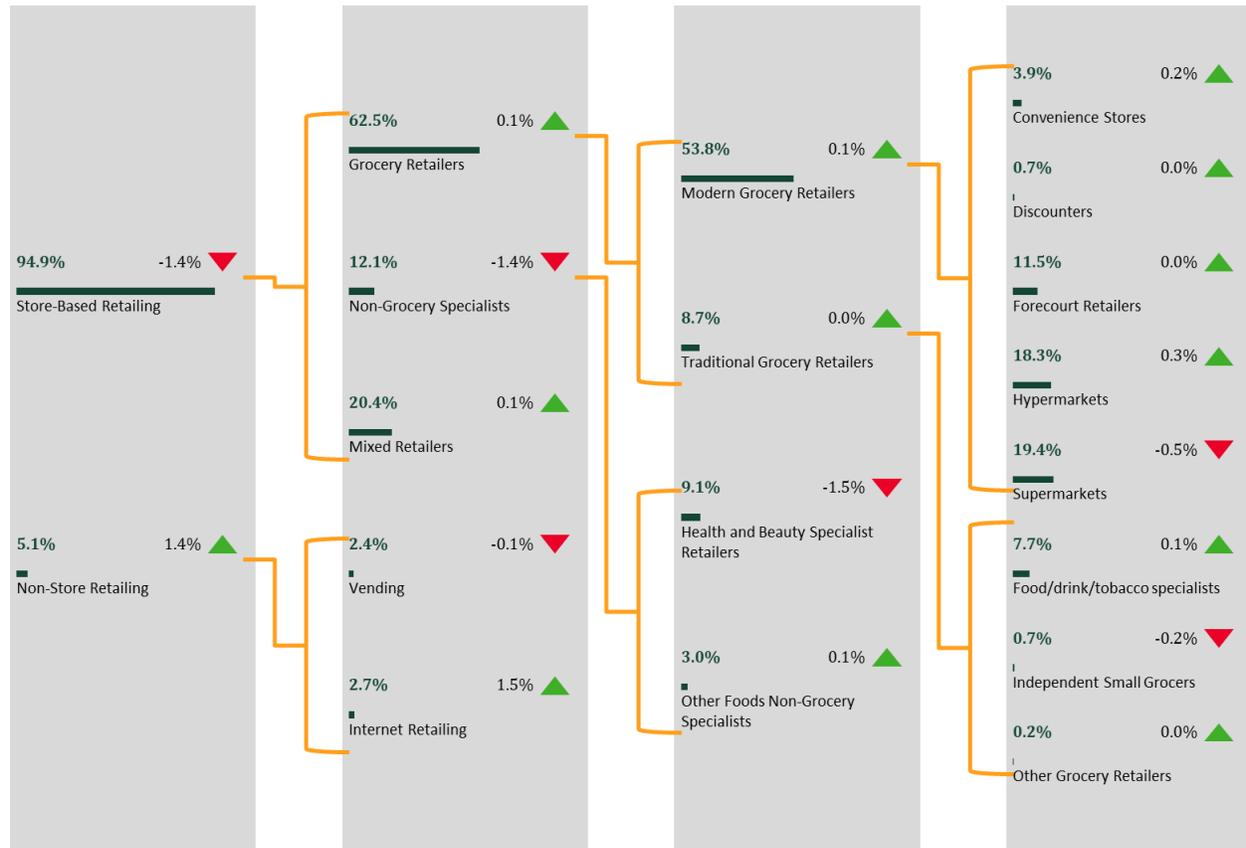 94.9% -1.4%
Store-Based Retailing
5.1% 1.4%
Non-Store Retailing
62.5% 0.1%
Grocery Retailers
12.1% -1.4%
Non-Grocery Specialists
20.4% 0.1%
Mixed Retailers
2.4% -0.1%
Vending
2.7% 1.5%
Internet Retailing
53.8% 0.1%
Modern Grocery Retailers
8.7% 0.0%
Traditional Grocery Retailers
9.1% -1.5%
Health and Beauty Specialist
Retailers
3.0% 0.1%
Other Foods Non-Grocery
Specialists
3.9% 0.2%
Convenience Stores
0.7% 0.0%
Discounters
11.5% 0.0%
Forecourt Retailers
18.3% 0.3%
Hypermarkets
19.4% -0.5%
Supermarkets
7.7% 0.1%
Food/drink/tobacco specialists
0.7% -0.2%
Independent Small Grocers
0.2% 0.0%
Other Grocery Retailers